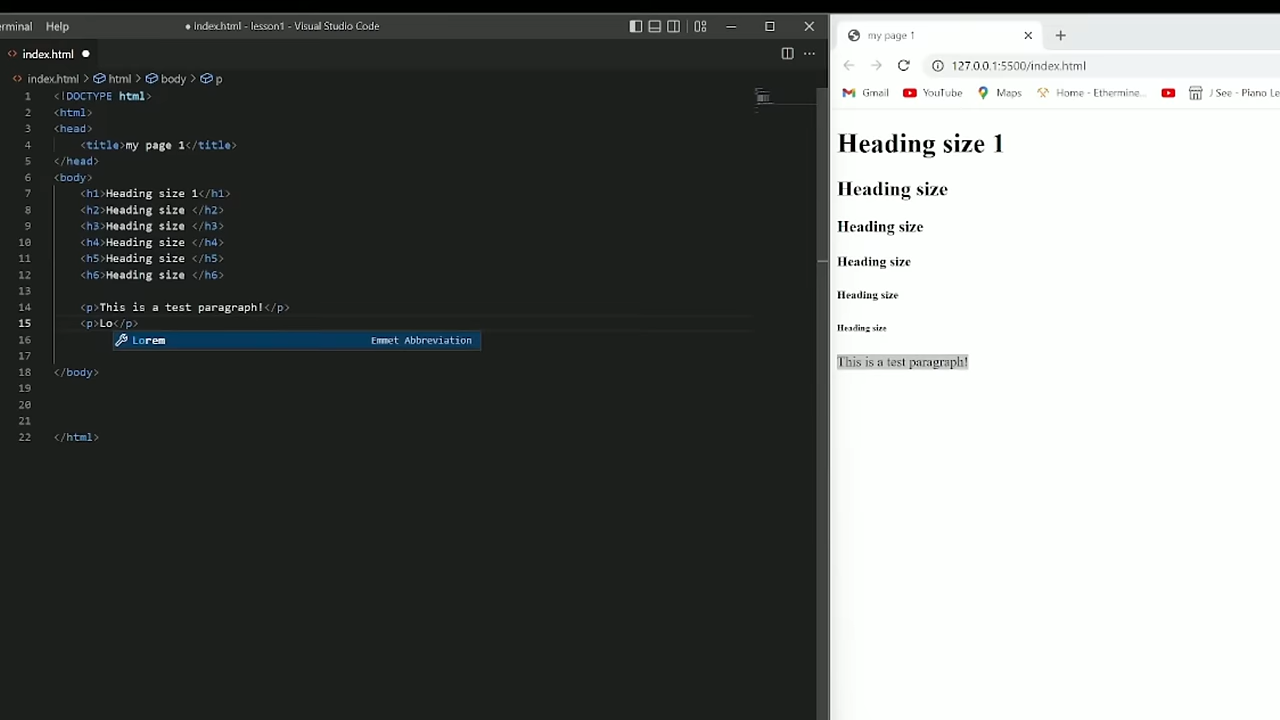 erminal Help
● index.html - lesson1 - Visual Studio Code
index.html ●
index.html > html > body > p
1 <!DOCTYPE html>
2 <html>
3 <head>
4 <title>my page 1</title>
5 </head>
6 <body>
7 <h1>Heading size 1</h1>
8 <h2>Heading size </h2>
9 <h3>Heading size </h3>
10 <h4>Heading size </h4>
11 <h5>Heading size </h5>
12 <h6>Heading size </h6>
13
14 <p>This is a test paragraph!</p>
15 <p>Lo</p>
Lorem Emmet Abbreviation
16
17
18 </body>
19
20
21
22 </html>
my page 1
127.0.0.1:5500/index.html
Gmail YouTube Maps Home - Ethermine... J See - Piano Le
Heading size 1
Heading size
Heading size
Heading size
Heading size
Heading size
This is a test paragraph!